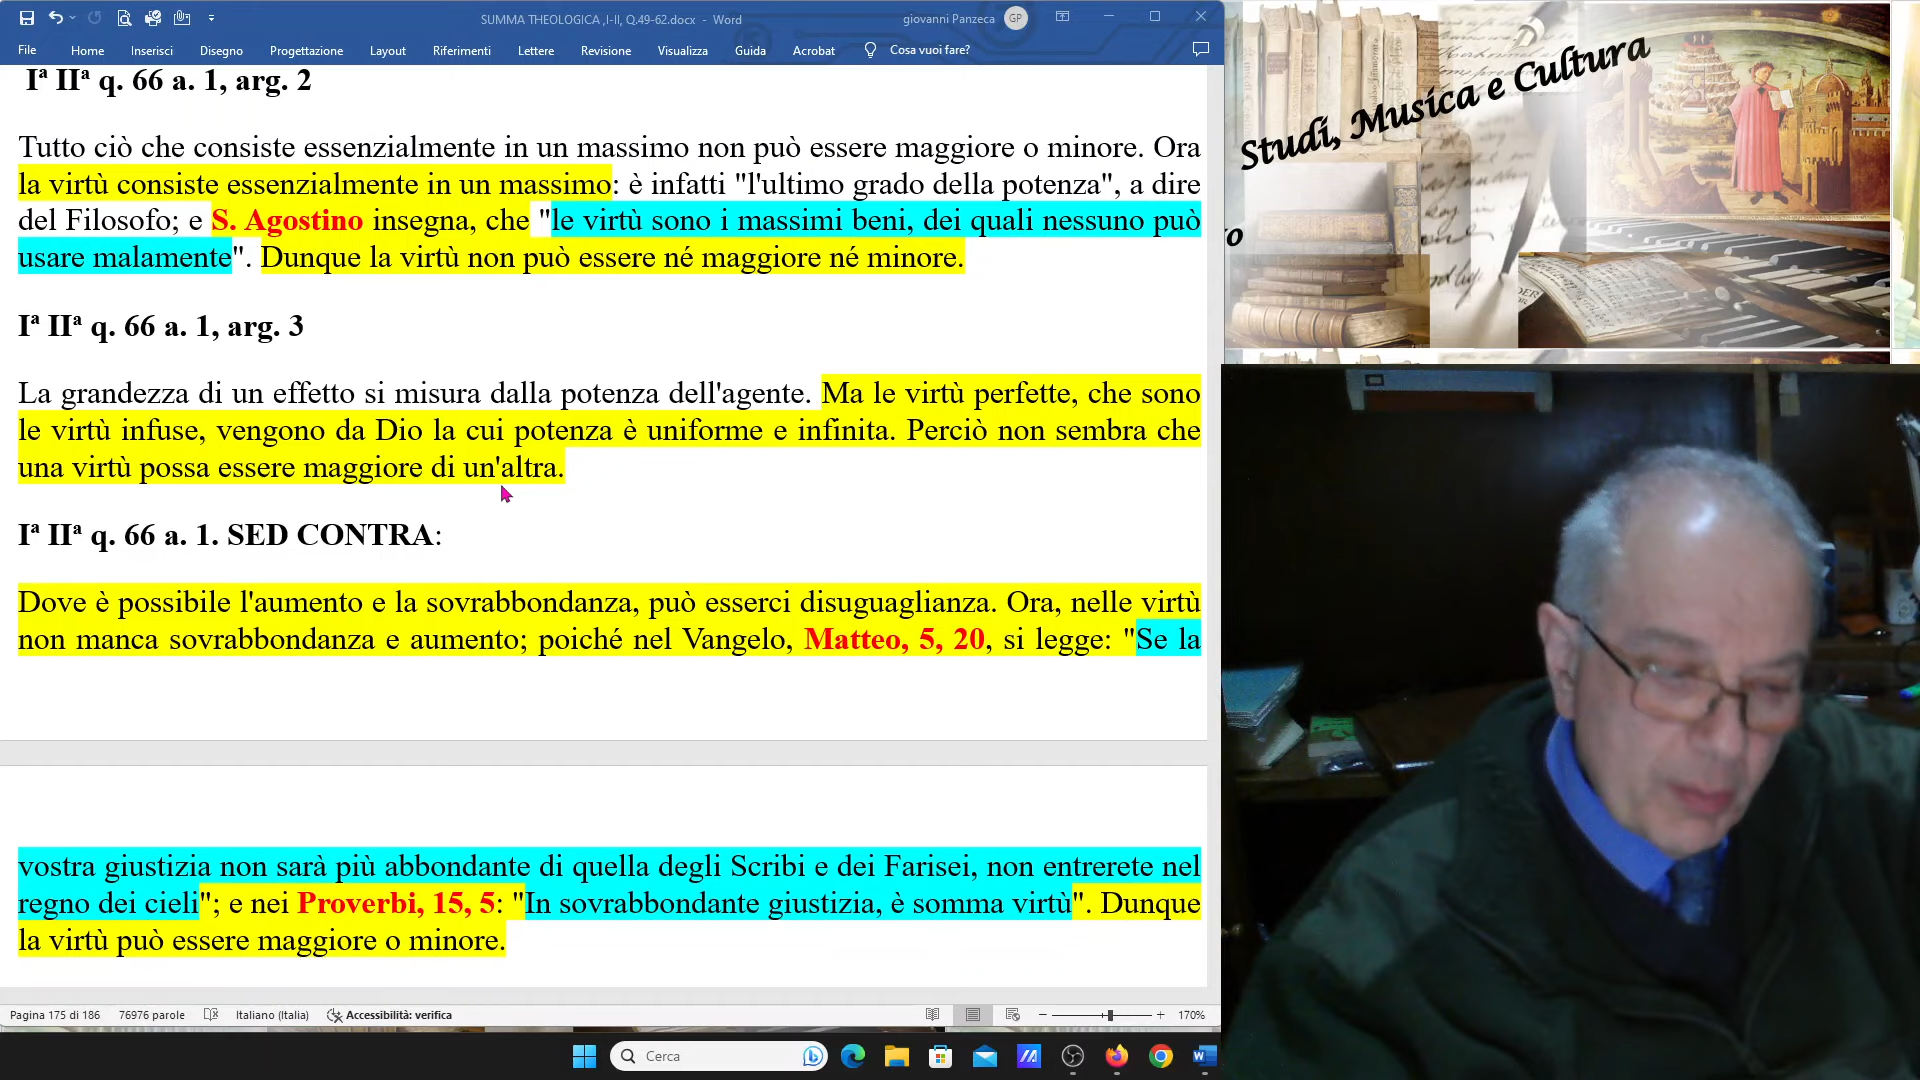 SUMMA THEOLOGICA ,I-II, Q.49-62.docx - Word
giovanni Panzeca GP
File Home Inserisci Disegno Progettazione Layout Riferimenti Lettere Revisione Visualizza Guida Acrobat Cosa vuoi fare?
Iª IIª q. 66 a. 1, arg. 2
Tutto ciò che consiste essenzialmente in un massimo non può essere maggiore o minore. Ora
la virtù consiste essenzialmente in un massimo: è infatti "l'ultimo grado della potenza", a dire
del Filosofo; e S. Agostino insegna, che "le virtù sono i massimi beni, dei quali nessuno può
usare malamente". Dunque la virtù non può essere né maggiore né minore.
Iª IIª q. 66 a. 1, arg. 3
La grandezza di un effetto si misura dalla potenza dell'agente. Ma le virtù perfette, che sono
le virtù infuse, vengono da Dio la cui potenza è uniforme e infinita. Perciò non sembra che
una virtù possa essere maggiore di un'altra.
Iª IIª q. 66 a. 1. SED CONTRA:
Dove è possibile l'aumento e la sovrabbondanza, può esserci disuguaglianza. Ora, nelle virtù
non manca sovrabbondanza e aumento; poiché nel Vangelo, Matteo, 5, 20, si legge: "Se la
vostra giustizia non sarà più abbondante di quella degli Scribi e dei Farisei, non entrerete nel
regno dei cieli"; e nei Proverbi, 15, 5: "In sovrabbondante giustizia, è somma virtù". Dunque
la virtù può essere maggiore o minore.
Pagina 175 di 186 76976 parole Italiano (Italia) Accessibilità: verifica 170%
Cerca
Studi, Musica e Cultura